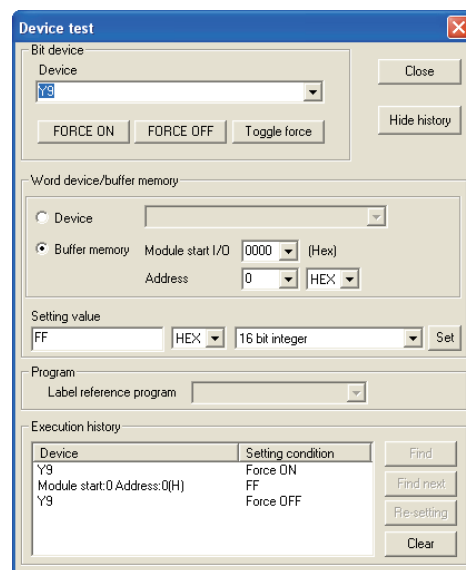 Device test
Bit device
Device
Y9
Close
FORCE ON FORCE OFF Toggle force
Hide history
Word device/buffer memory
Device
Buffer memory Module start I/O 0000 (Hex)
Address 0 HEX
Setting value
FF HEX 16 bit integer Set
Program
Label reference program
Execution history
Device Setting condition
Y9 Force ON
Module start:0 Address:0(H) FF
Y9 Force OFF
Find
Find next
Re-setting
Clear